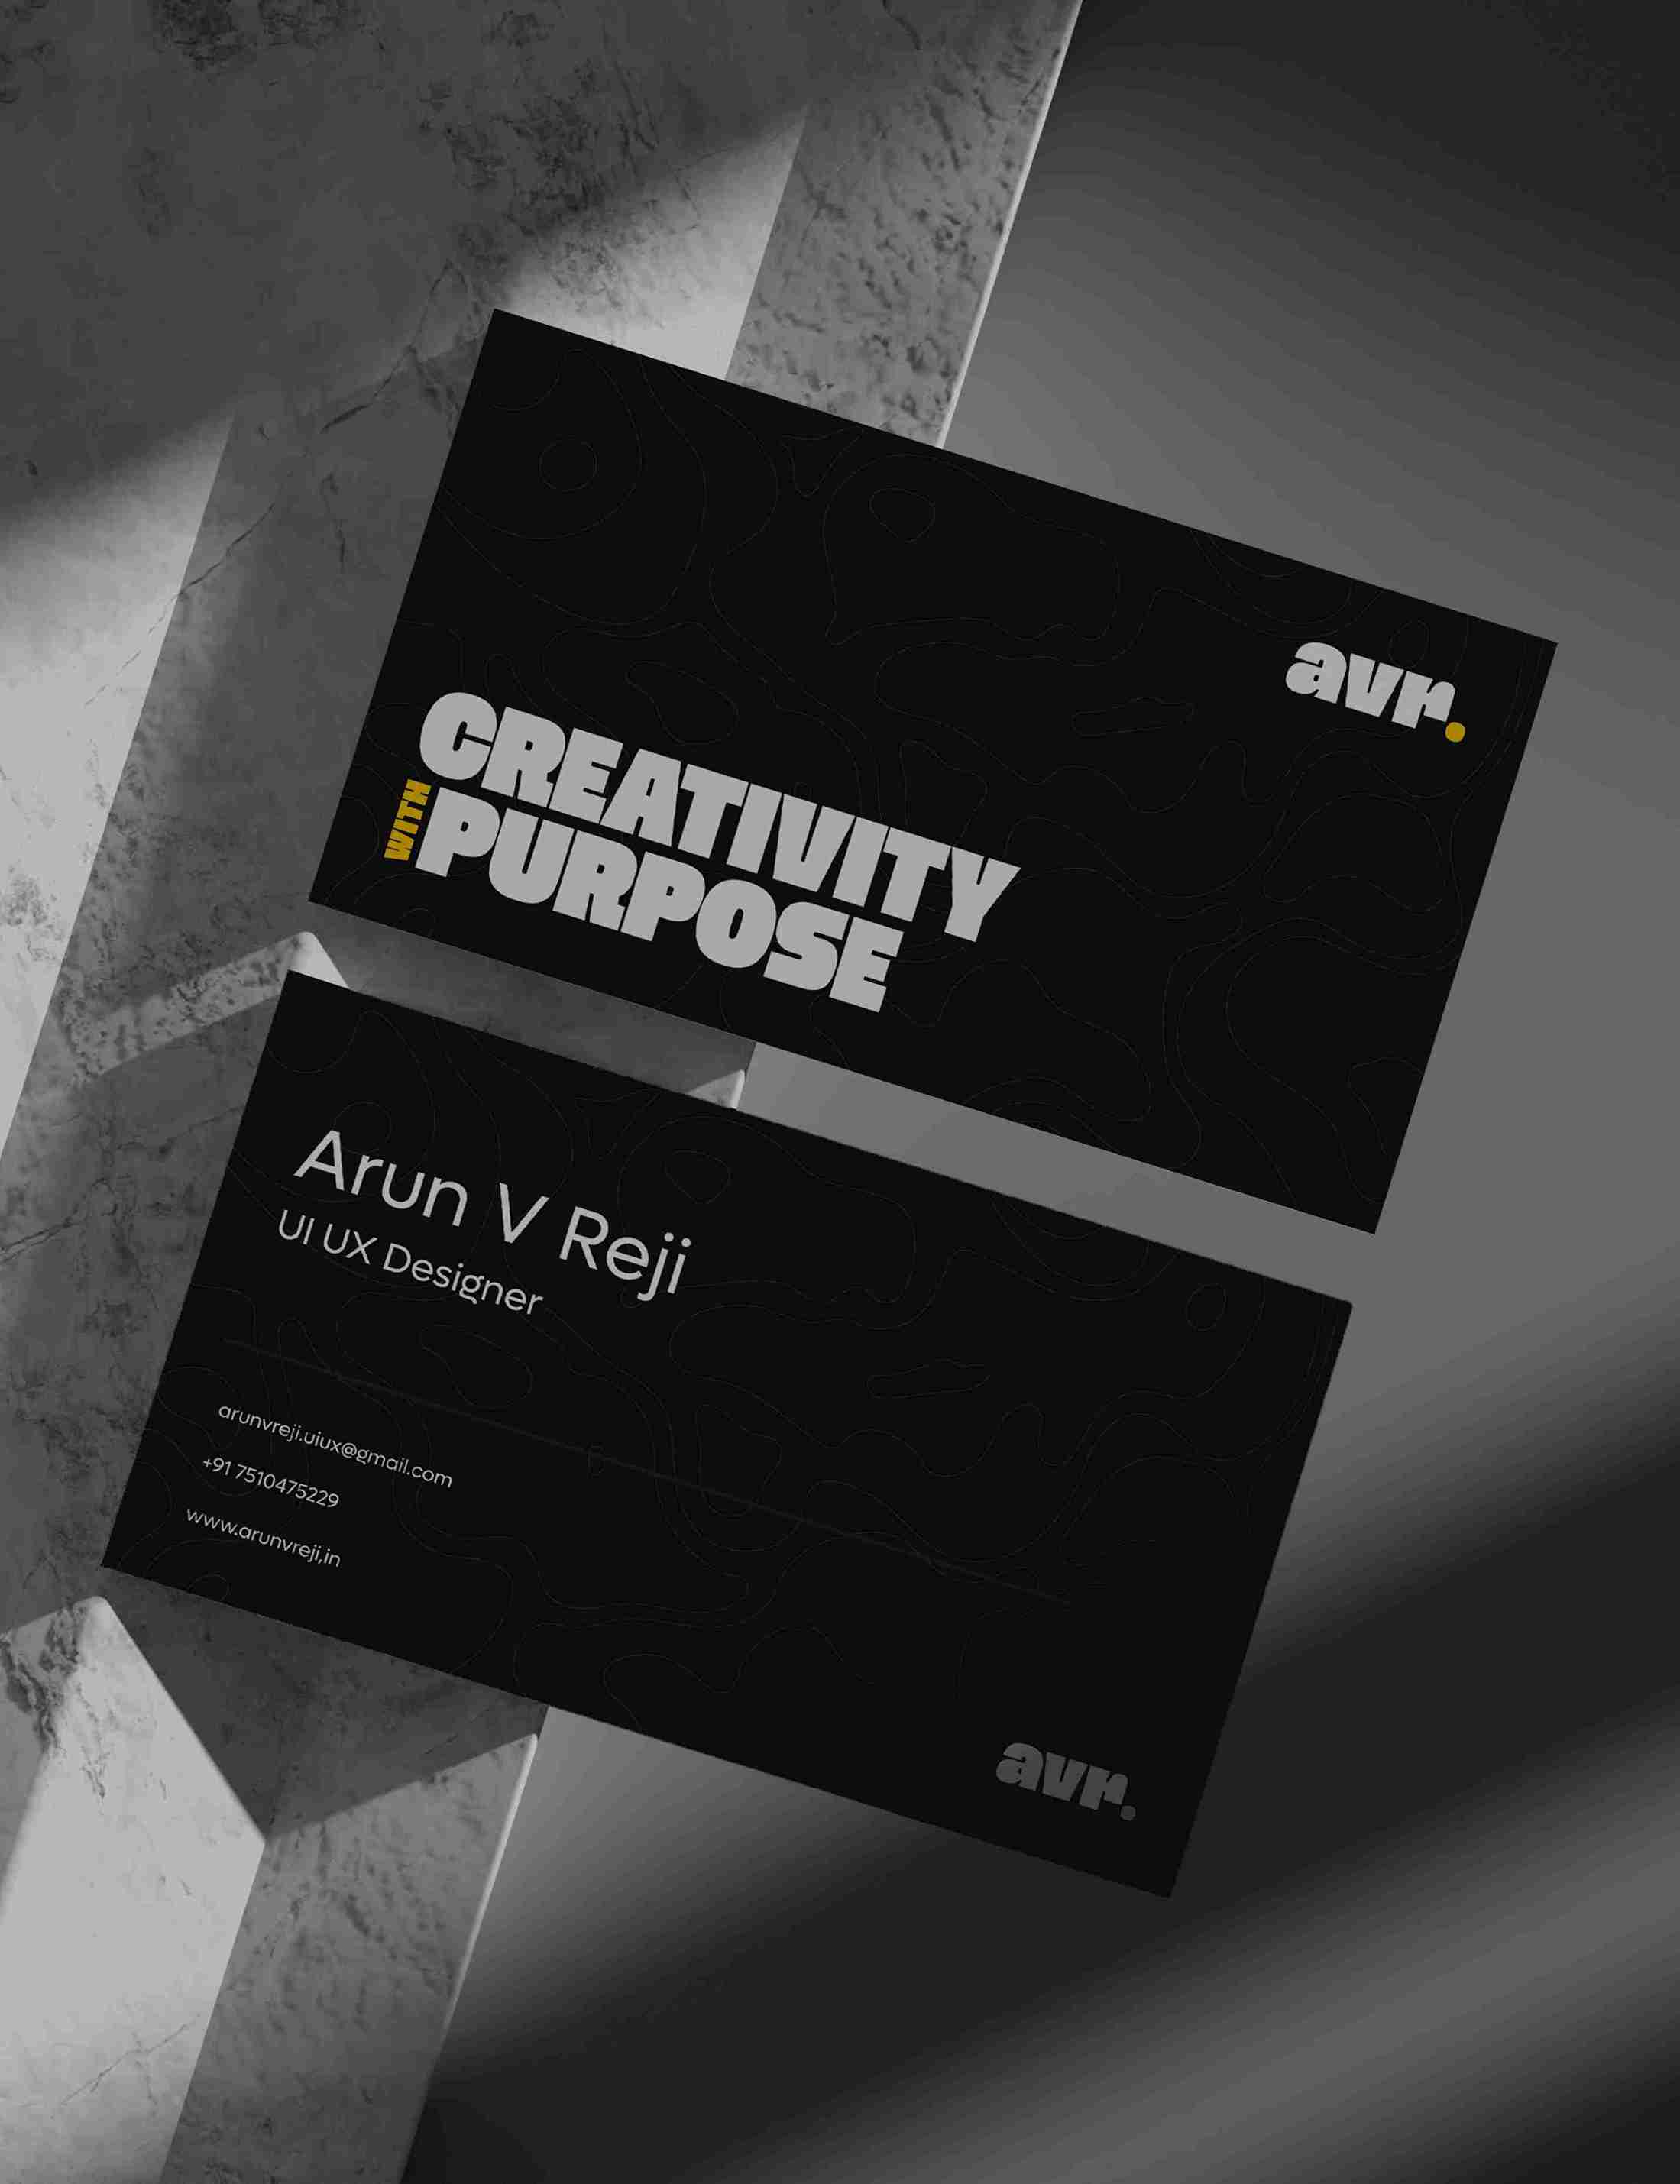 avr.
CREATIVITY
WITH
PURPOSE
Arun V Reji
UI UX Designer
arunvreji.uiux@gmail.com
+91 7510475229
www.arunvreji,in
avr.